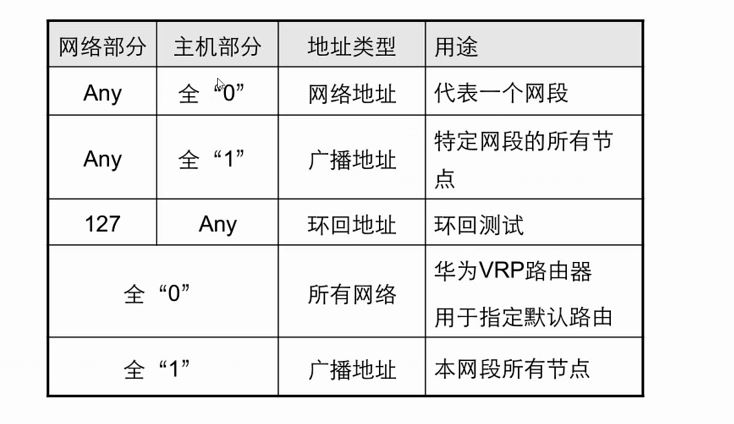 网络部分 主机部分 地址类型 用途
Any 全“0” 网络地址 代表一个网段
Any 全“1” 广播地址 特定网段的所有节
点
127 Any 环回地址 环回测试
全“0” 所有网络 华为VRP路由器
用于指定默认路由
全“1” 广播地址 本网段所有节点